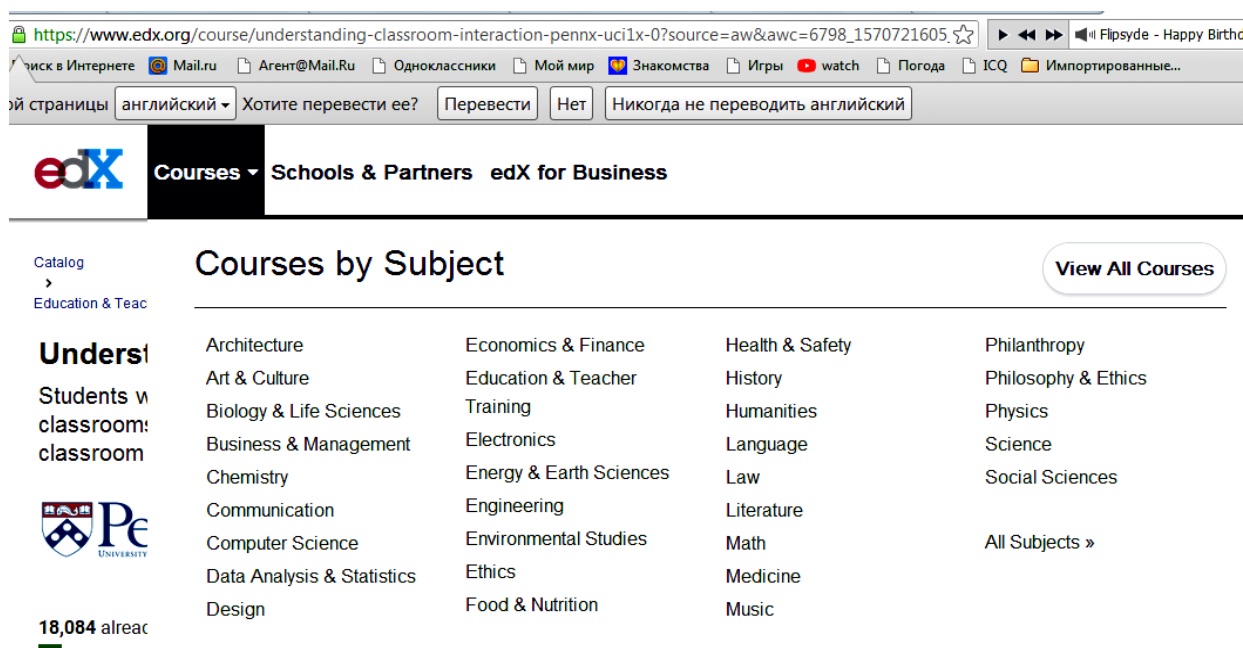 https://www.edx.org/course/understanding-classroom-interaction-pennx-uci1x-0?source=aw&awc=6798_1570721605_ Flipsyde - Happy Birthd
иск в Интернете Mail.ru Агент@Mail.Ru Одноклассники Мой мир Знакомства Игры watch Погода ICQ Импортированные...
ой страницы английский Хотите перевести ее? Перевести Нет Никогда не переводить английский
edX Courses Schools & Partners edX for Business
Catalog
>
Education & Teac
Underst
Students w
classrooms
classroom
Pe
UNIVERSITY
18,084 alread
Courses by Subject
View All Courses
Architecture
Art & Culture
Biology & Life Sciences
Business & Management
Chemistry
Communication
Computer Science
Data Analysis & Statistics
Design
Economics & Finance
Education & Teacher
Training
Electronics
Energy & Earth Sciences
Engineering
Environmental Studies
Ethics
Food & Nutrition
Health & Safety
History
Humanities
Language
Law
Literature
Math
Medicine
Music
Philanthropy
Philosophy & Ethics
Physics
Science
Social Sciences
All Subjects »